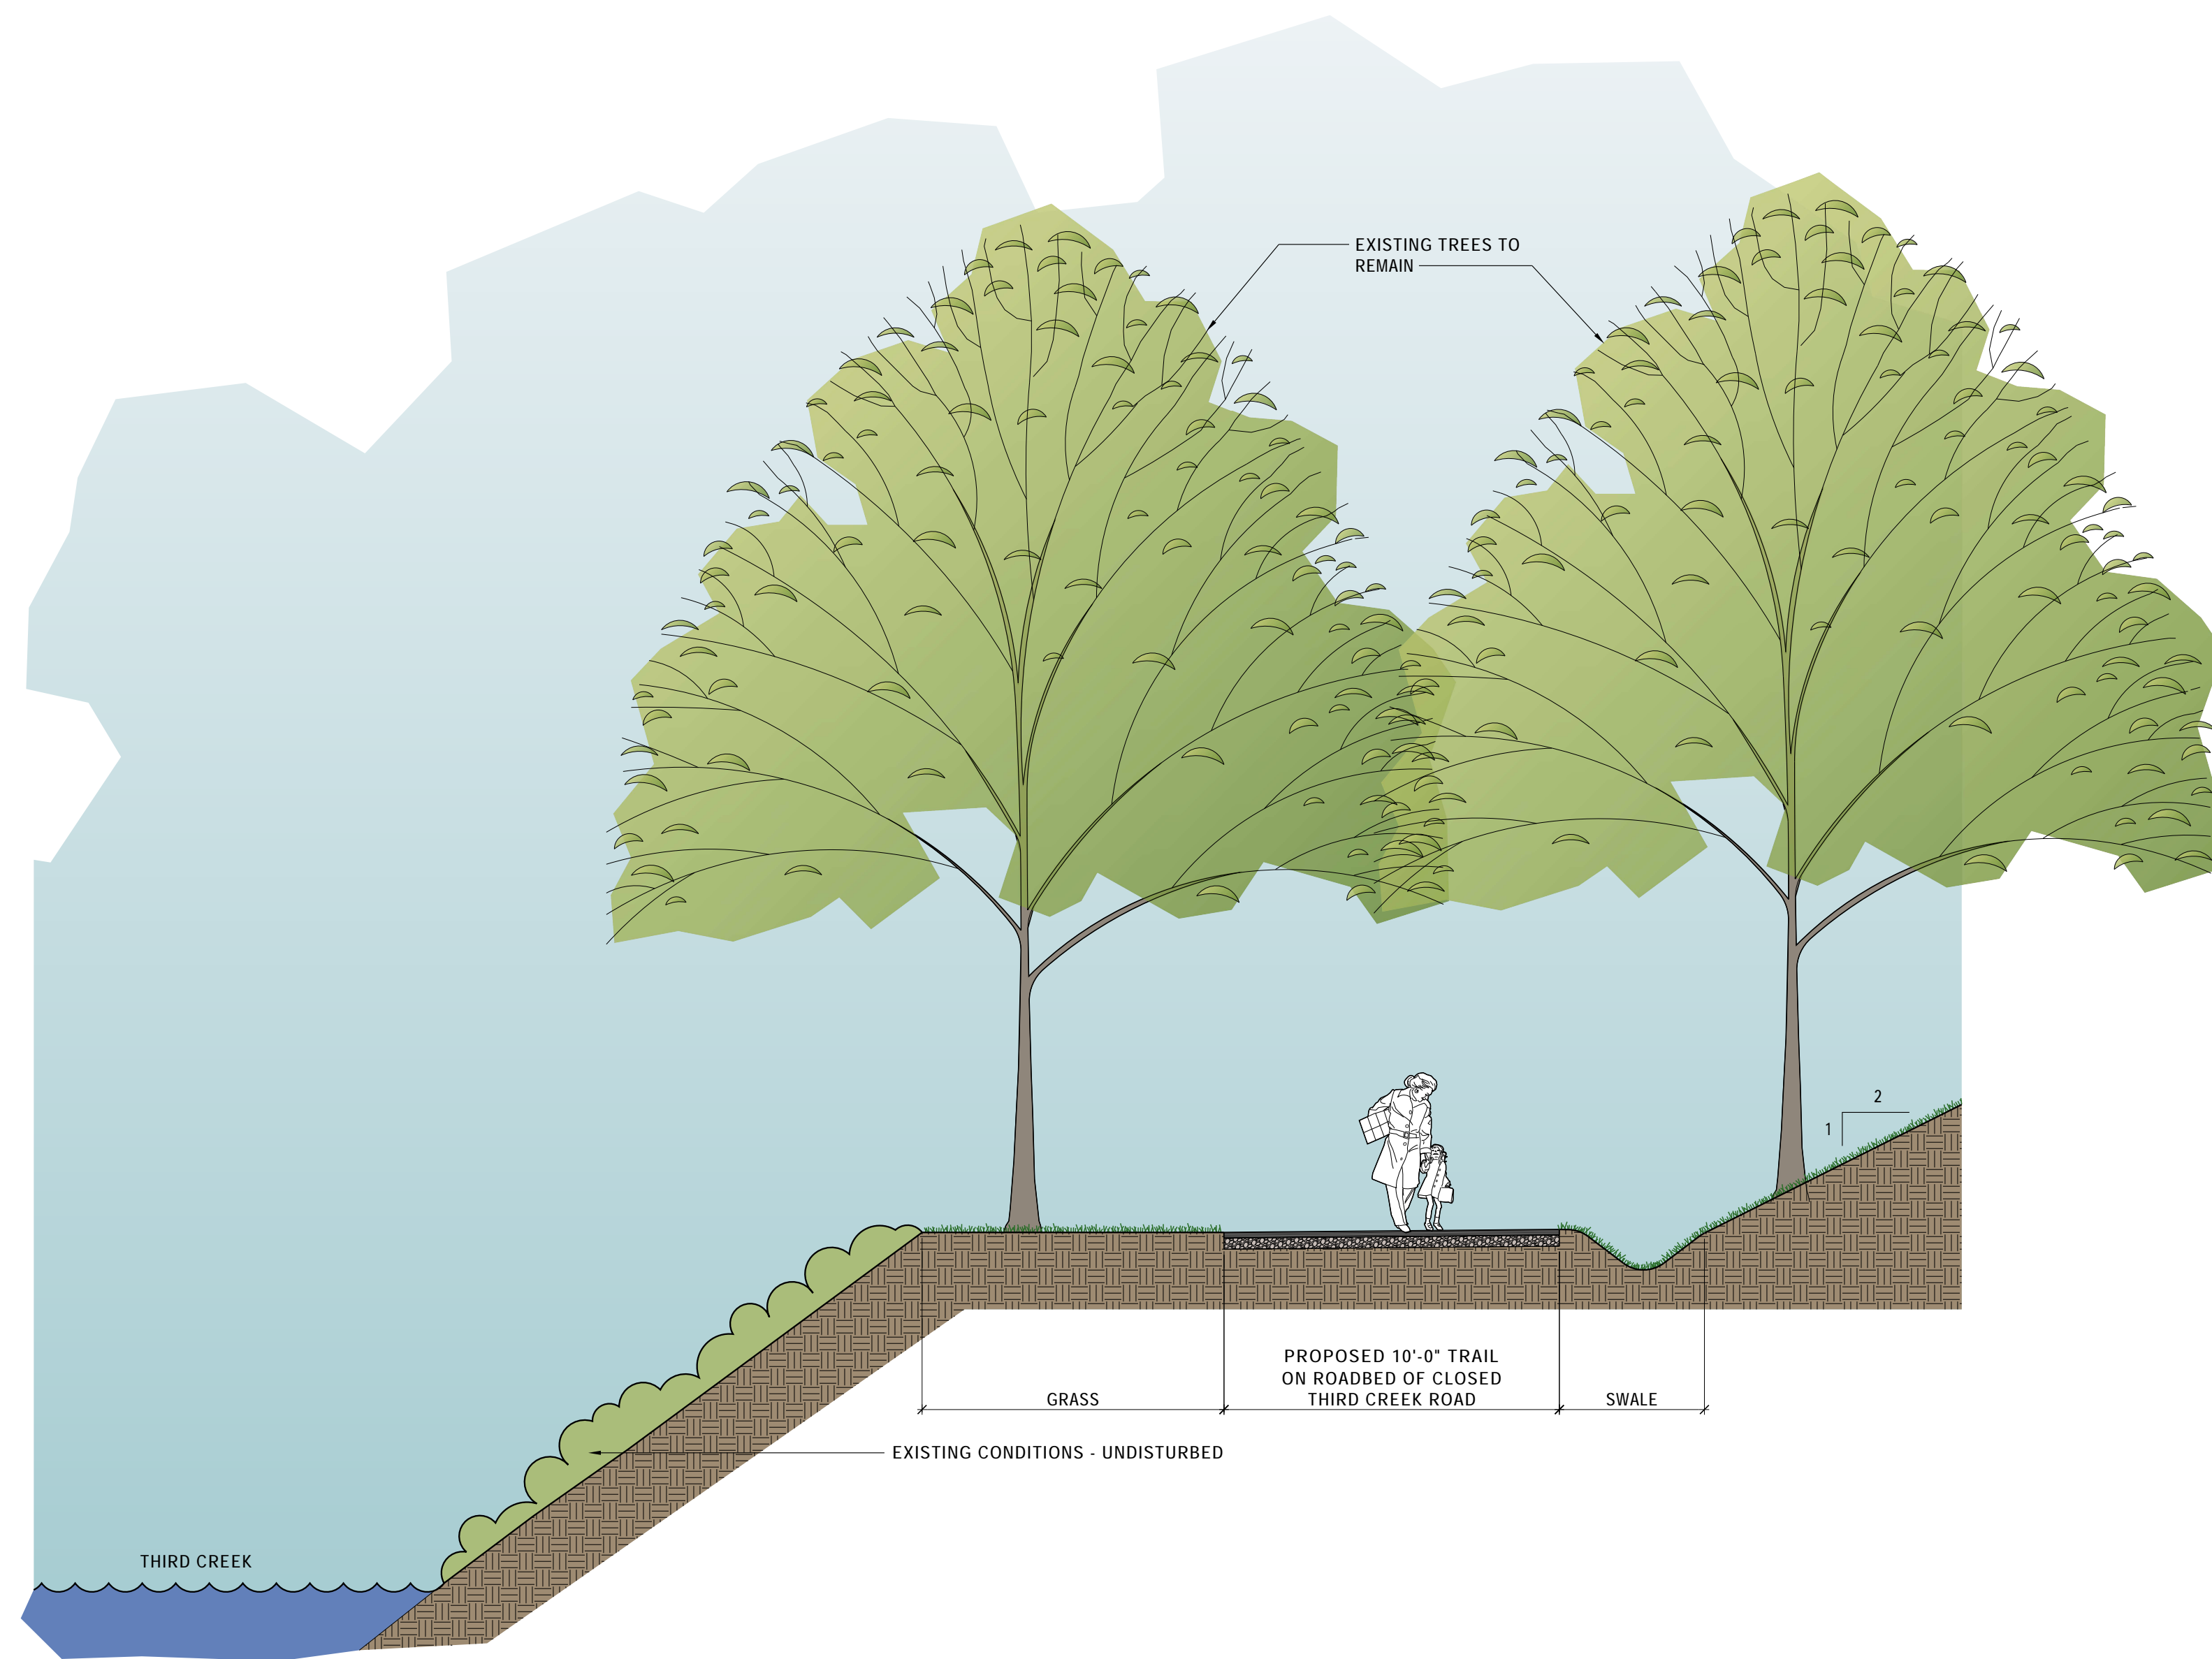 EXISTING TREES TO
REMAIN
2
1
PROPOSED 10'-0" TRAIL
ON ROADBED OF CLOSED
THIRD CREEK ROAD
GRASS
SWALE
EXISTING CONDITIONS - UNDISTURBED
THIRD CREEK